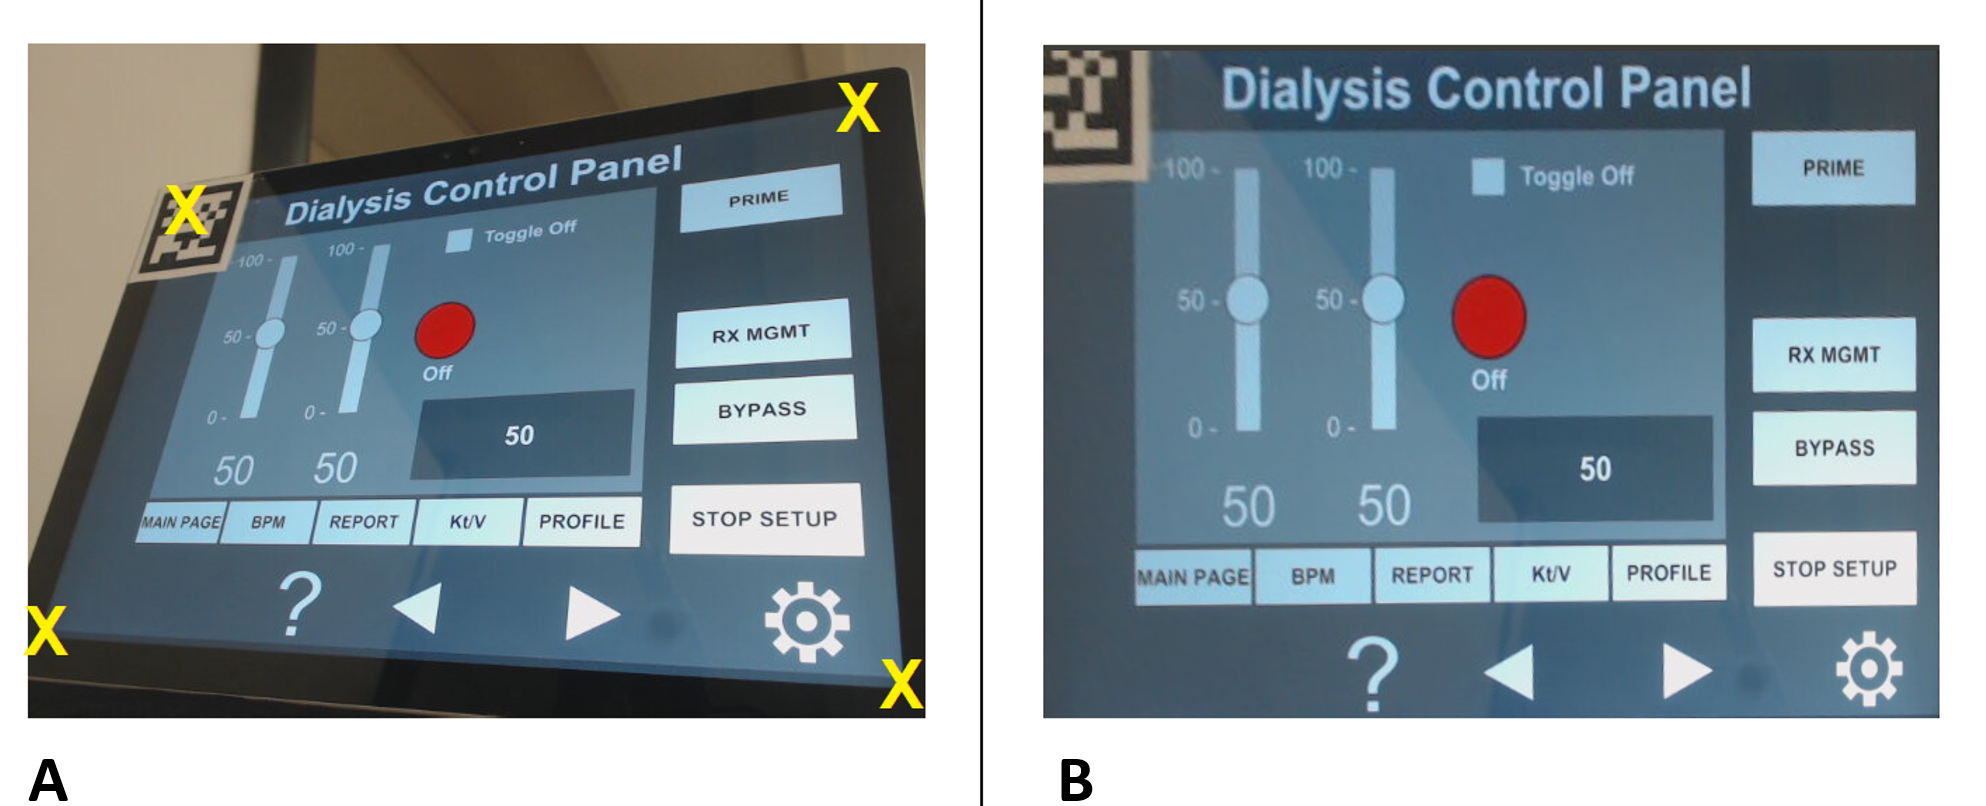 X
X
X
X
Dialysis Control Panel
PRIME
Toggle Off
100 -
100 -
50 -
50 -
0 -
0 -
Off
50
50
50
RX MGMT
BYPASS
STOP SETUP
MAIN PAGE
BPM
REPORT
Kt/V
PROFILE
?
A
Dialysis Control Panel
PRIME
Toggle Off
100 -
100 -
50 -
50 -
0 -
0 -
Off
50
50
50
RX MGMT
BYPASS
STOP SETUP
MAIN PAGE
BPM
REPORT
Kt/V
PROFILE
?
B